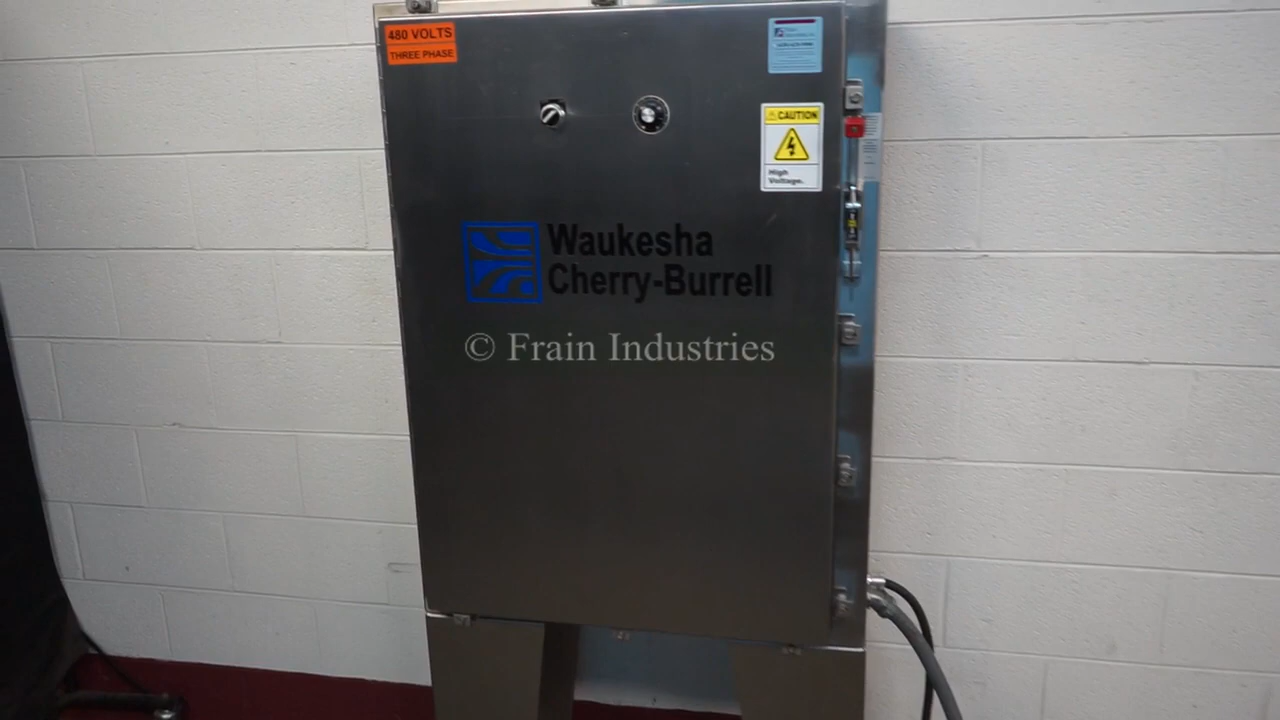 480 VOLTS
THREE PHASE
CAUTION
High
Voltage.
Waukesha
Cherry-Burrell
© Frain Industries